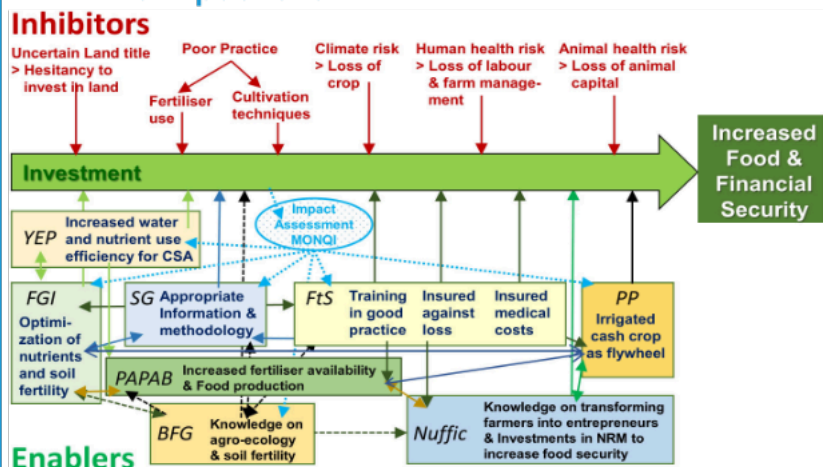 Inhibitors
Uncertain Land title
> Hesitancy to
invest in land
Poor Practice
Fertiliser
use
Cultivation
techniques
Climate risk
> Loss of
crop
Human health risk
> Loss of labour
& farm manage-
ment
Animal health risk
> Loss of animal
capital
Investment
Increased
Food &
Financial
Security
YEP
Increased water
and nutrient use
efficiency for CSA
Impact
Assessment
MONQI
FGI
Optimi-
zation of
nutrients
and soil
fertility
SG
Appropriate
Information &
methodology
FtS
Training
in good
practice
Insured
against
loss
Insured
medical
costs
PP
Irrigated
cash crop
as flywheel
PAPAB
Increased fertiliser availability
& Food production
BFG
Knowledge on
agro-ecology
& soil fertility
Nuffic
Knowledge on transforming
farmers into entrepreneurs
& Investments in NRM to
increase food security
Enablers